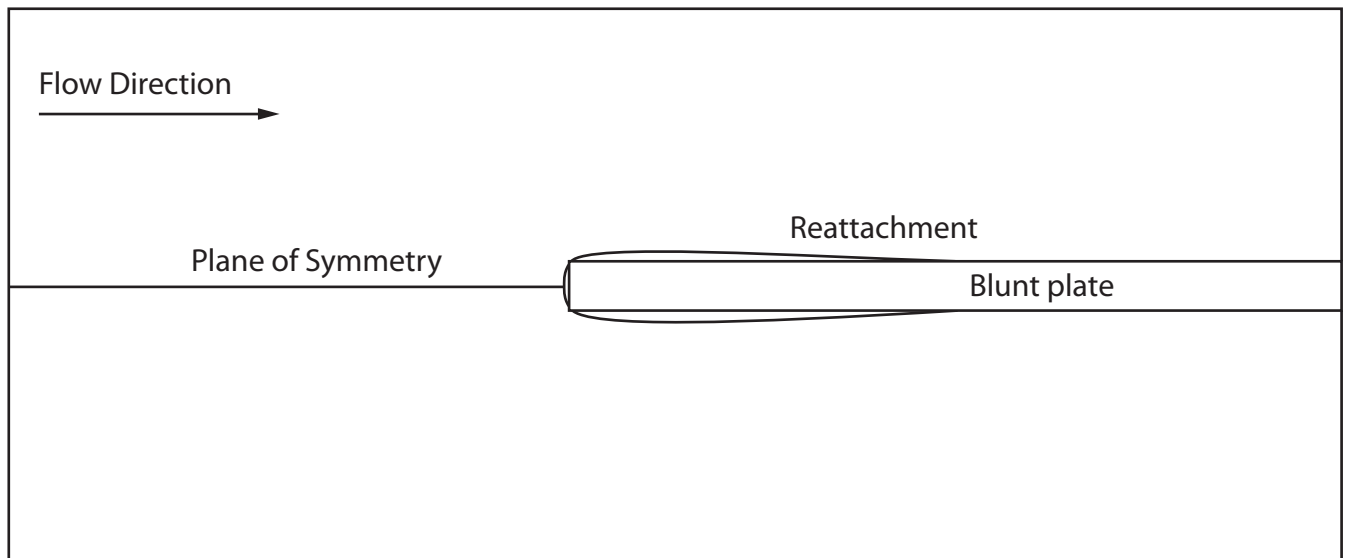 Flow Direction
Reattachment
Plane of Symmetry
Blunt plate